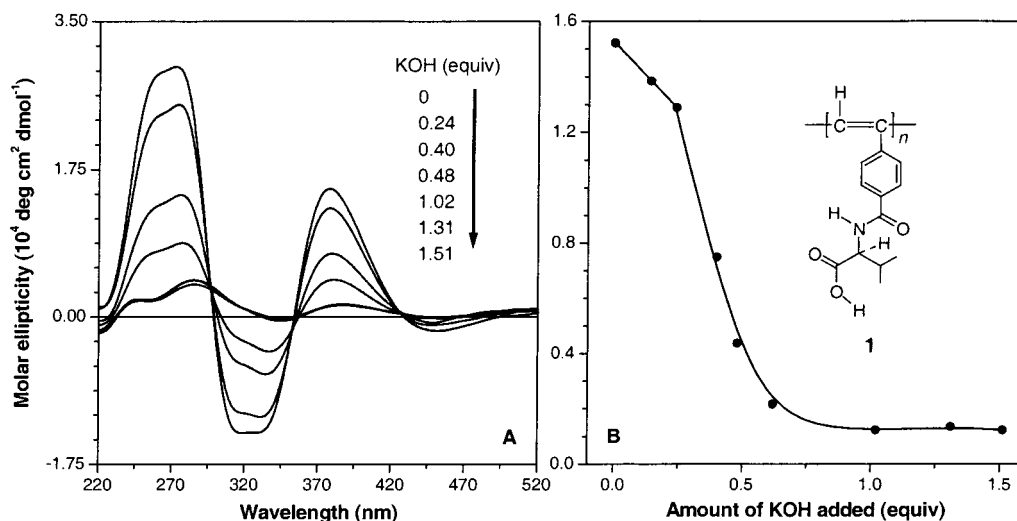 3.50
1.75
0.00
-1.75
Molar ellipticity (10⁴ deg cm² dmol⁻¹)
KOH (equiv)
0
0.24
0.40
0.48
1.02
1.31
1.51
A
220
270
320
370
420
470
520
Wavelength (nm)
1.6
1.2
0.8
0.4
0.0
H
C
C
n
H
N
O
H
O
O
H
1
B
0.0
0.5
1.0
1.5
Amount of KOH added (equiv)